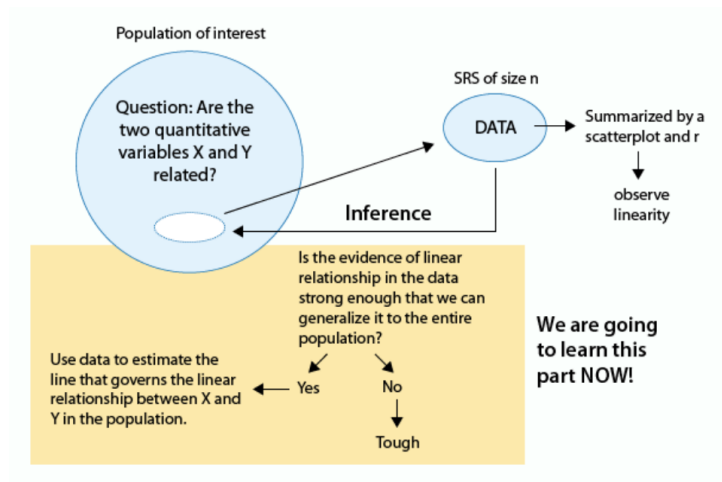 Population of interest
Question: Are the
two quantitative
variables X and Y
related?
SRS of size n
DATA
Summarized by a
scatterplot and r
observe
linearity
Inference
Is the evidence of linear
relationship in the data
strong enough that we can
generalize it to the entire
population?
Yes
No
Tough
Use data to estimate the
line that governs the linear
relationship between X and
Y in the population.
We are going
to learn this
part NOW!